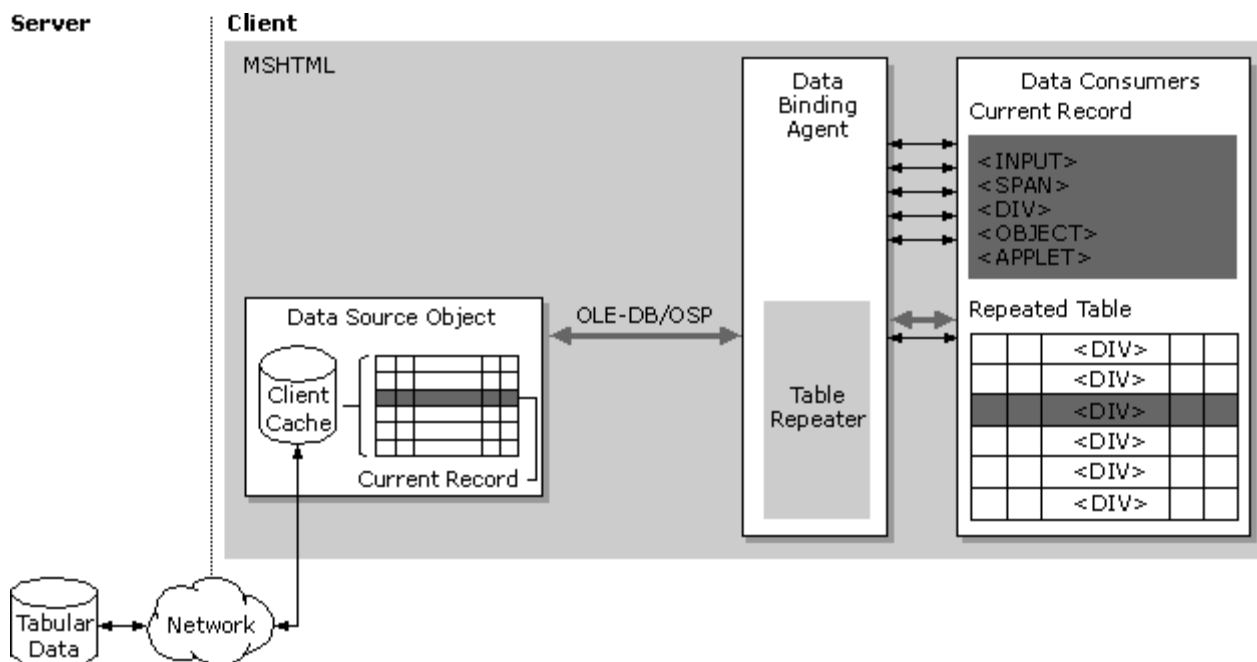 Server
Client
MSHTML
Data
Binding
Agent
Table
Repeater
Data Consumers
Current Record
<INPUT>
<SPAN>
<DIV>
<OBJECT>
<APPLET>
Repeated Table
<DIV>
<DIV>
<DIV>
<DIV>
<DIV>
<DIV>
OLE-DB/OSP
Data Source Object
Client
Cache
Current Record
Tabular
Data
Network